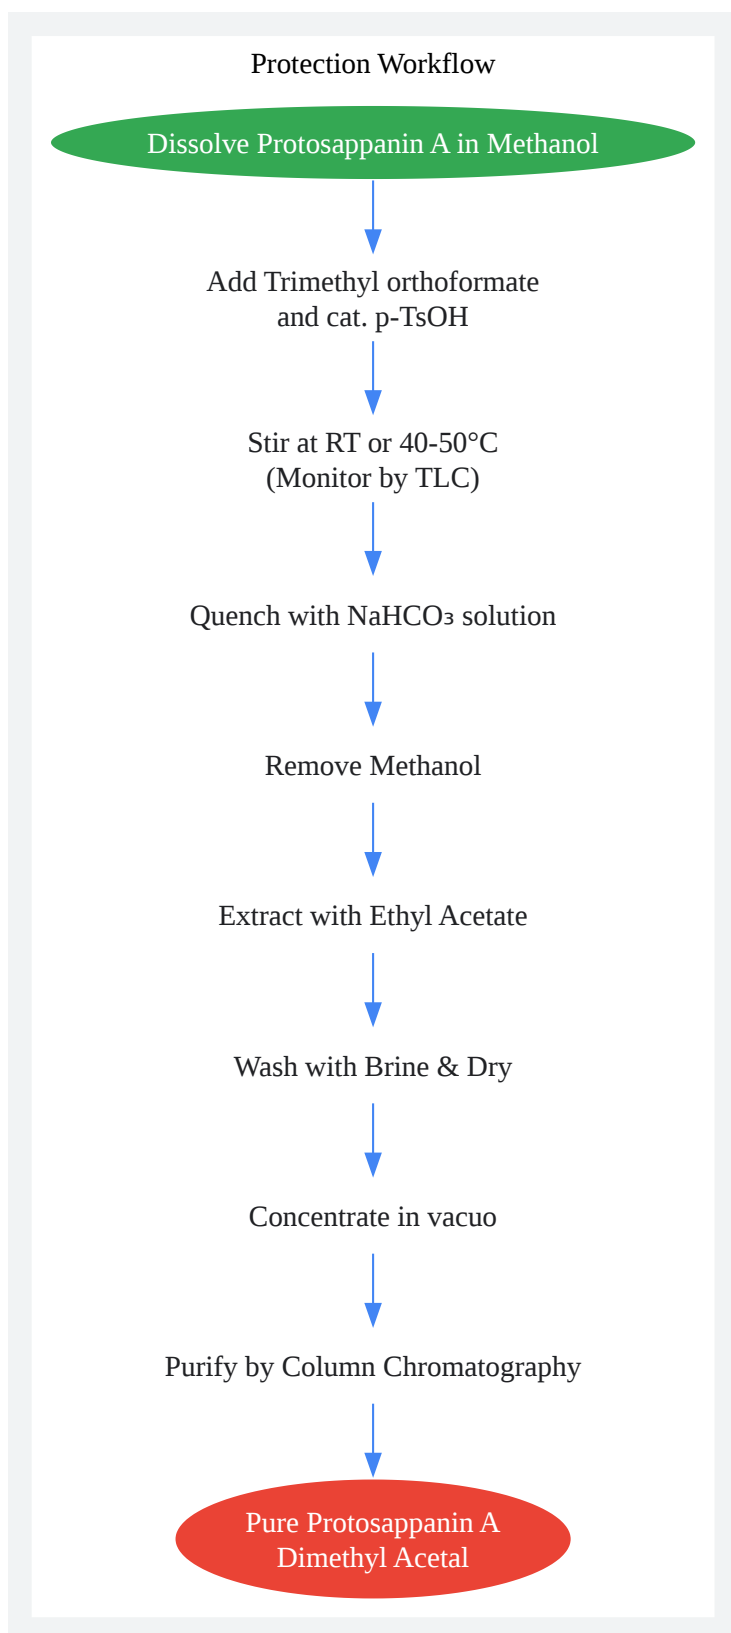 Protection Workflow
Dissolve Protosappanin A in Methanol
Add Trimethyl orthoformate
and cat. p-TsOH
Stir at RT or 40-50°C
(Monitor by TLC)
Quench with NaHCO₃ solution
Remove Methanol
Extract with Ethyl Acetate
Wash with Brine & Dry
Concentrate in vacuo
Purify by Column Chromatography
Pure Protosappanin A
Dimethyl Acetal